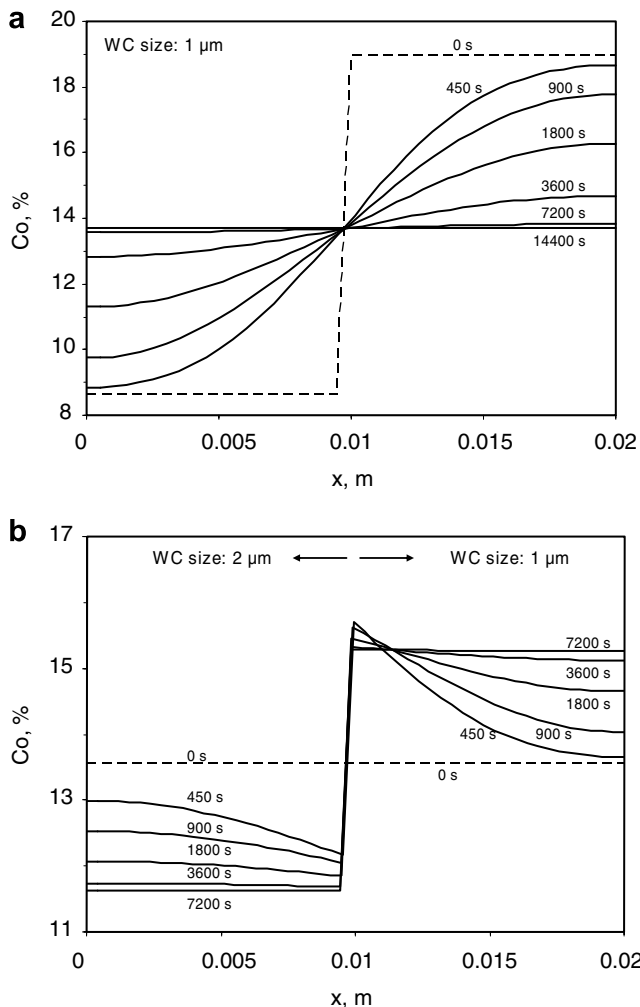 a
20
18
16
14
12
10
8
Co, %
WC size: 1 µm
0 s
450 s
900 s
1800 s
3600 s
7200 s
14400 s
0
0.005
0.01
0.015
0.02
x, m
b
17
15
13
11
Co, %
WC size: 2 µm
WC size: 1 µm
7200 s
3600 s
1800 s
450 s
900 s
0 s
0 s
450 s
900 s
1800 s
3600 s
7200 s
0
0.005
0.01
0.015
0.02
x, m